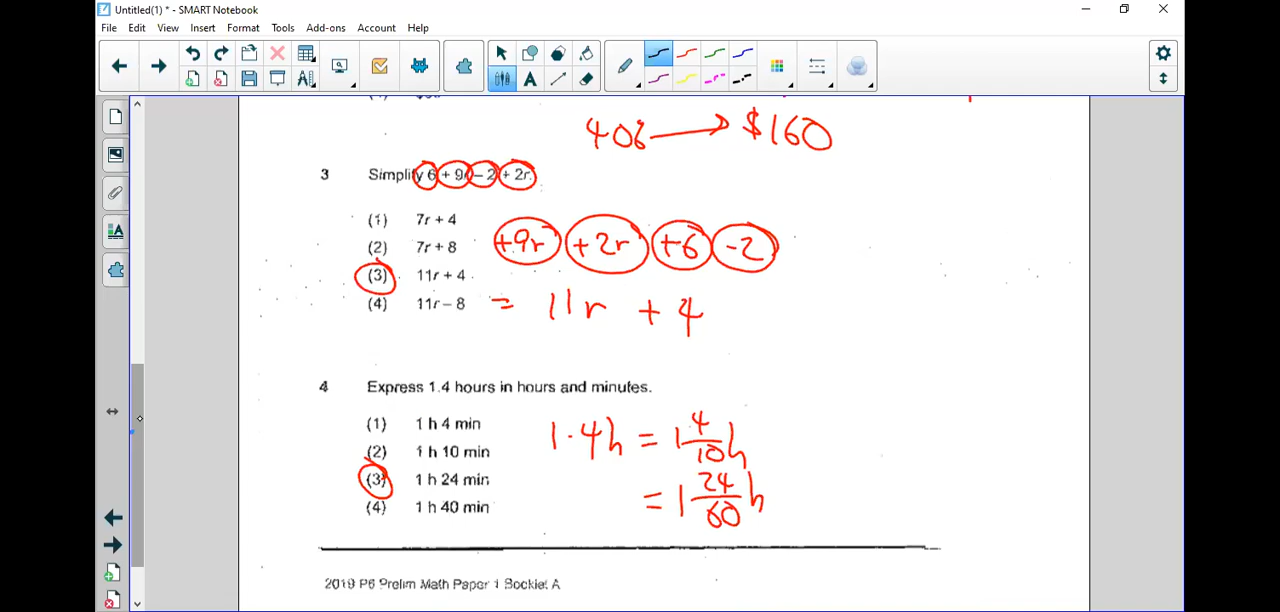 Untitled(1) * - SMART Notebook
File Edit View Insert Format Tools Add-ons Account Help
40% → $160
3 Simplify 6 + 9r - 2 + 2r.
(1) 7r + 4
(2) 7r + 8
+9r +2r +6 -2
(3) 11r + 4
(4) 11r – 8
= 11r + 4
4 Express 1.4 hours in hours and minutes.
(1) 1 h 4 min
(2) 1 h 10 min
1.4h = 1 4/10 h
(3) 1 h 24 min
= 1 24/60 h
(4) 1 h 40 min
2019 P6 Prelim Math Paper 1 Booklet A